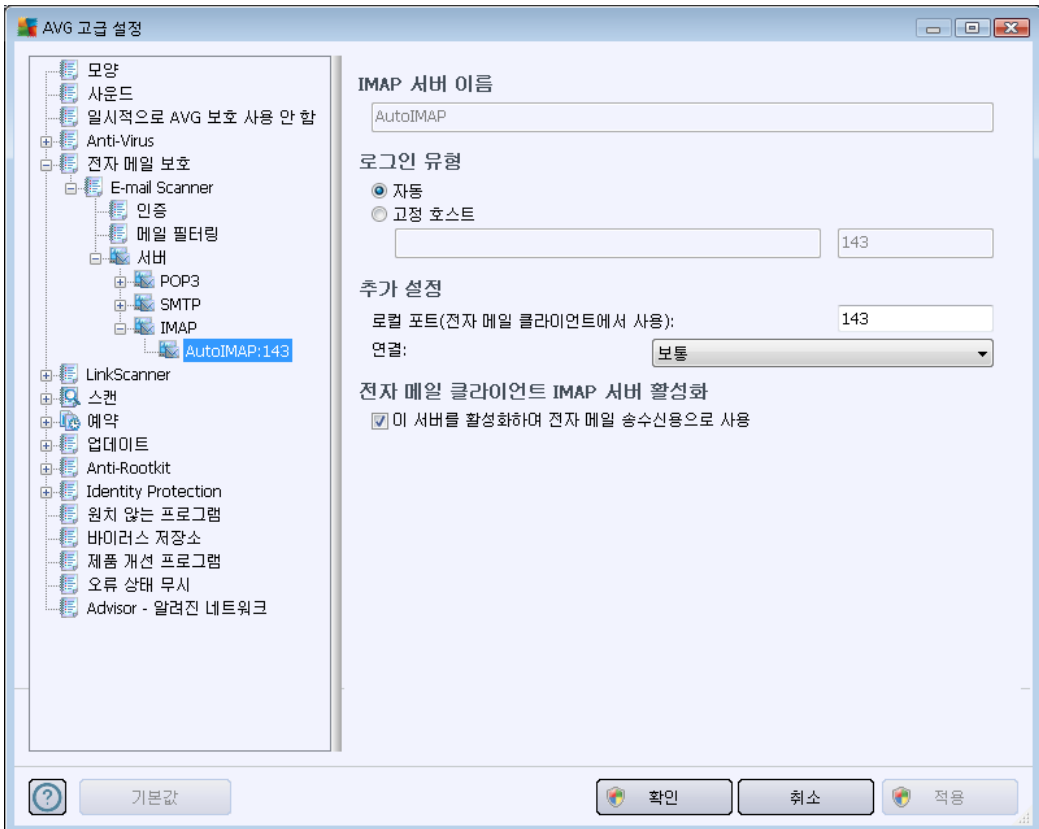 AVG 고급 설정
모양
사운드
일시적으로 AVG 보호 사용 안 함
Anti-Virus
전자 메일 보호
E-mail Scanner
인증
메일 필터링
서버
POP3
SMTP
IMAP
AutoIMAP:143
LinkScanner
스캔
예약
업데이트
Anti-Rootkit
Identity Protection
원치 않는 프로그램
바이러스 저장소
제품 개선 프로그램
오류 상태 무시
Advisor - 알려진 네트워크
IMAP 서버 이름
AutoIMAP
로그인 유형
자동
고정 호스트
143
추가 설정
로컬 포트(전자 메일 클라이언트에서 사용): 143
연결: 보통
전자 메일 클라이언트 IMAP 서버 활성화
이 서버를 활성화하여 전자 메일 송수신용으로 사용
기본값 확인 취소 적용